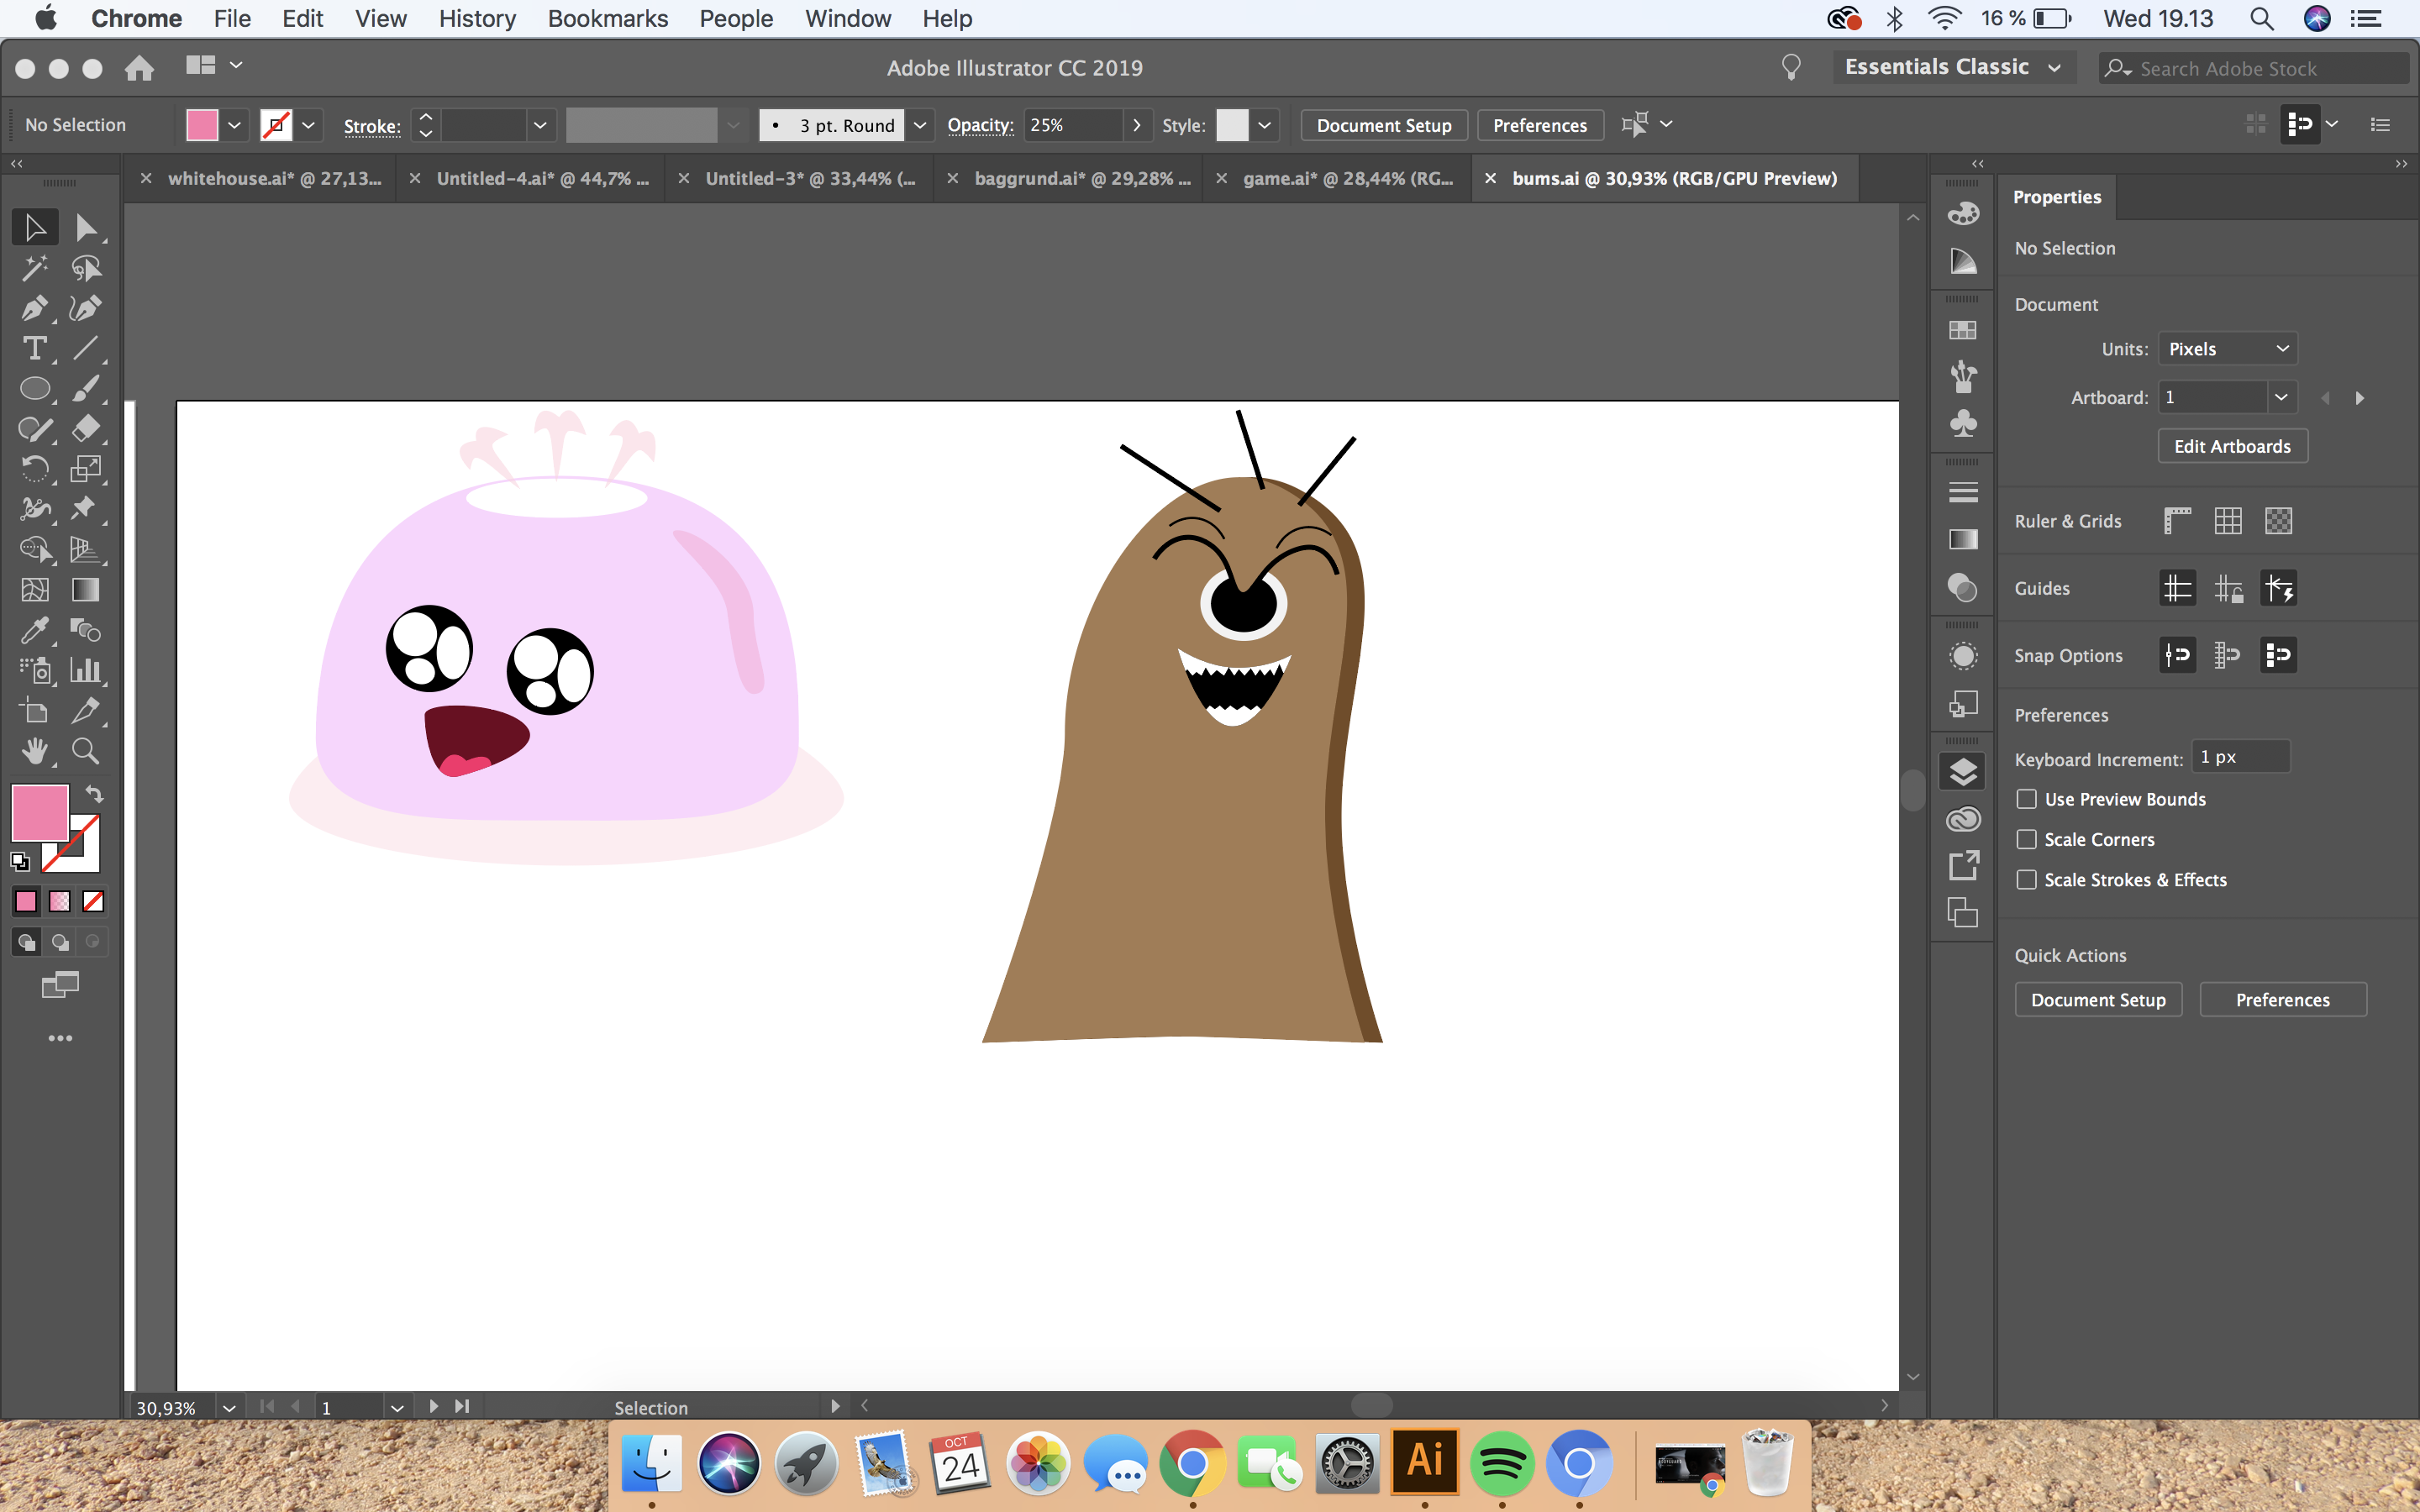 Chrome File Edit View History Bookmarks People Window Help 16 % Wed 19.13
Adobe Illustrator CC 2019 Essentials Classic Search Adobe Stock
No Selection Stroke: 3 pt. Round Opacity: 25% Style: Document Setup Preferences
whitehouse.ai* @ 27,13... Untitled-4.ai* @ 44,7% ... Untitled-3* @ 33,44% (... baggrund.ai* @ 29,28% ... game.ai* @ 28,44% (RG... bums.ai @ 30,93% (RGB/GPU Preview)
Properties
No Selection
Document
Units: Pixels
Artboard: 1
Edit Artboards
Ruler & Grids
Guides
Snap Options
Preferences
Keyboard Increment: 1 px
Use Preview Bounds
Scale Corners
Scale Strokes & Effects
Quick Actions
Document Setup Preferences
30,93% 1 Selection
OCT
24
Ai